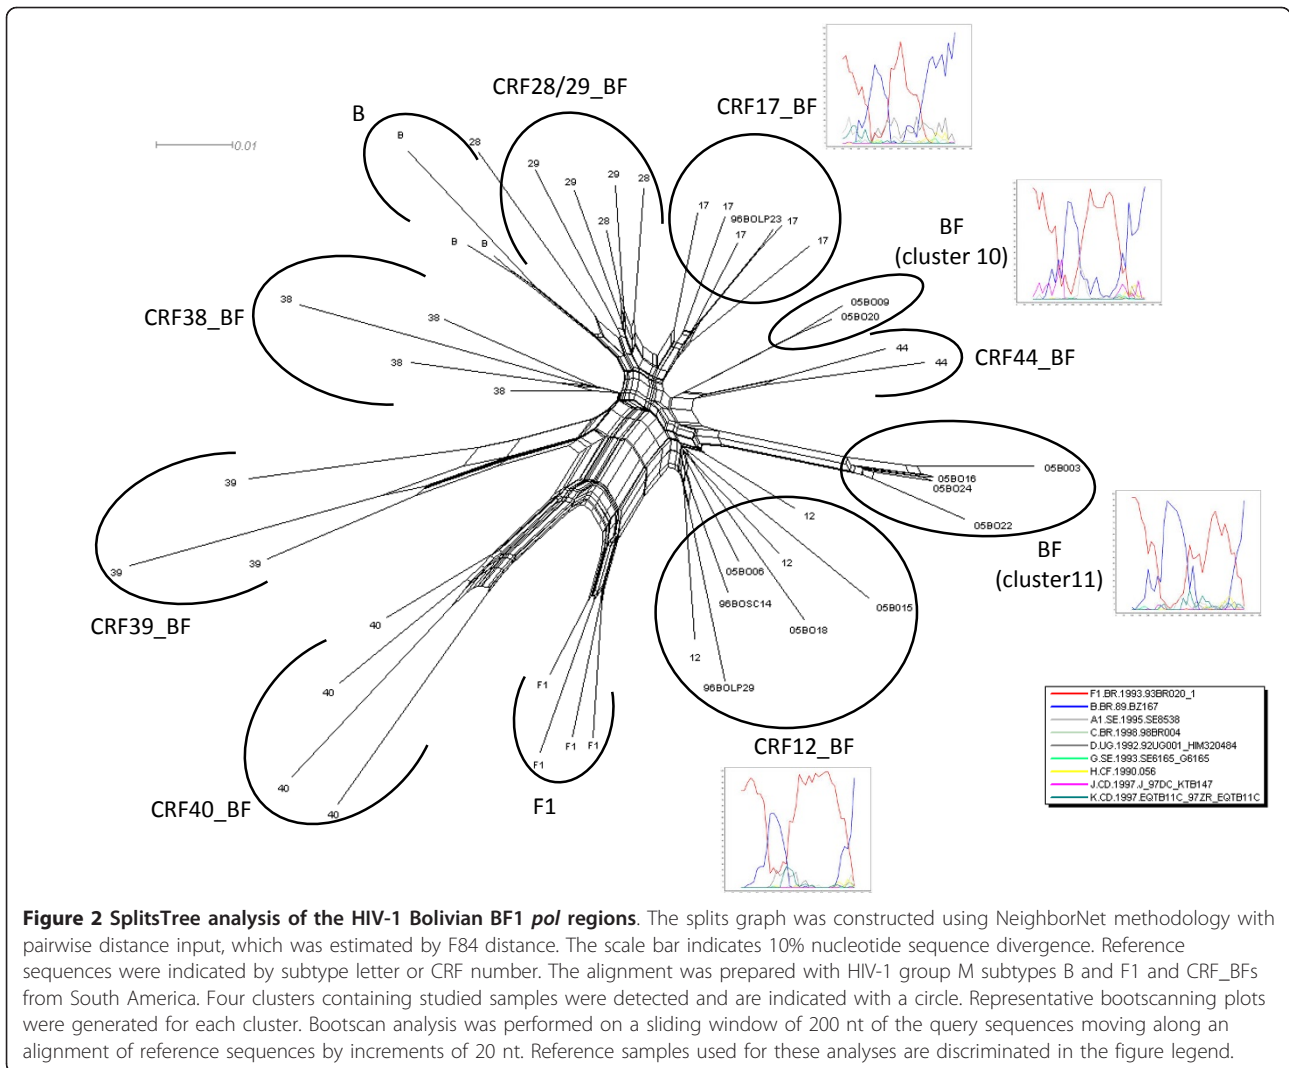 CRF28/29_BF
CRF17_BF
B
B
28
0.01
29
29
29
28
17
17
96BOLP23
17
17
17
28
B
B
BF
(cluster 10)
05BO09
05BO20
38
CRF38_BF
38
44
CRF44_BF
44
38
38
05B003
05BO16
05BO24
39
05BO22
12
BF
(cluster11)
12
05BO06
39
39
96BOSC14
05B015
CRF39_BF
40
05BO18
12
40
F1
96BOLP29
F1.BR.1993.93BR020_1
B.BR.89.BZ167
A1.SE.1995.SE8538
C.BR.1998.98BR004
D.UG.1992.92UG001_HIM320484
G.SE.1993.SE6165_G6165
H.CF.1990.056
J.CD.1997.J_97DC_KTB147
K.CD.1997.EQTB11C_97ZR_EQTB11C
F1
F1
F1
CRF12_BF
40
40
CRF40_BF
F1
Figure 2 SplitsTree analysis of the HIV-1 Bolivian BF1 pol regions. The splits graph was constructed using NeighborNet methodology with
pairwise distance input, which was estimated by F84 distance. The scale bar indicates 10% nucleotide sequence divergence. Reference
sequences were indicated by subtype letter or CRF number. The alignment was prepared with HIV-1 group M subtypes B and F1 and CRF_BFs
from South America. Four clusters containing studied samples were detected and are indicated with a circle. Representative bootscanning plots
were generated for each cluster. Bootscan analysis was performed on a sliding window of 200 nt of the query sequences moving along an
alignment of reference sequences by increments of 20 nt. Reference samples used for these analyses are discriminated in the figure legend.